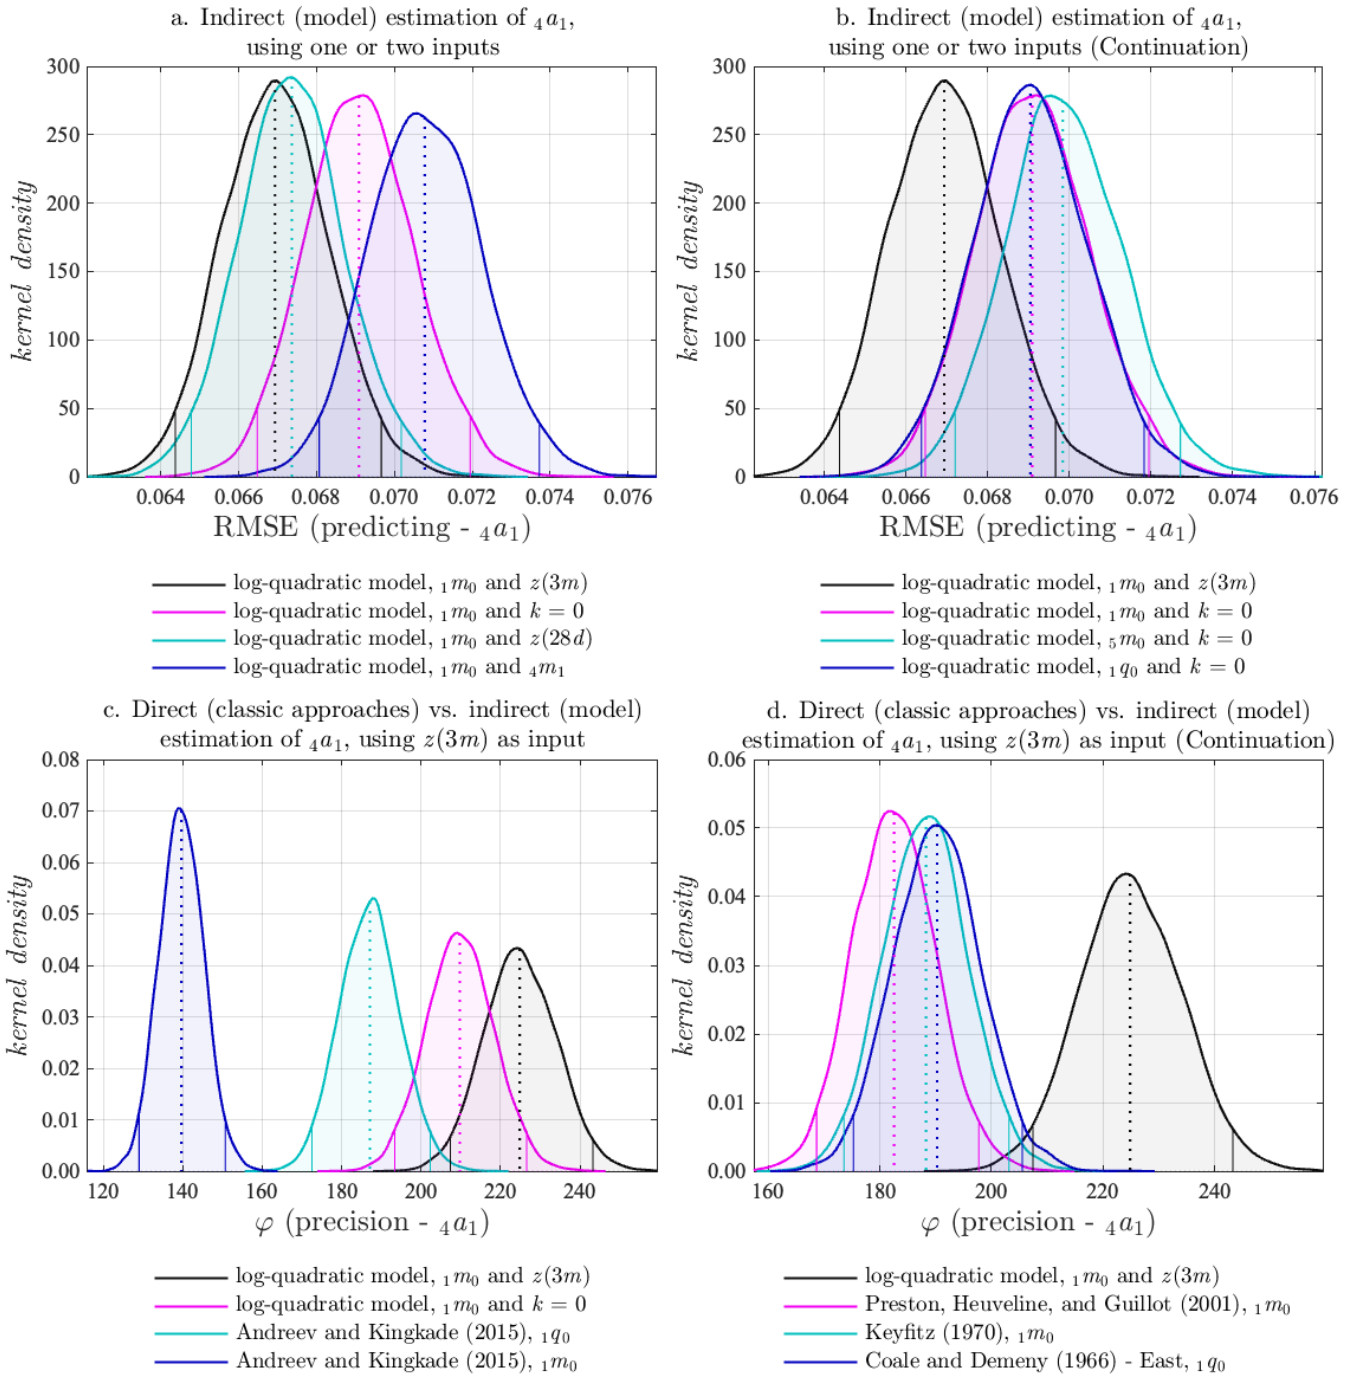 a. Indirect (model) estimation of ₄a₁,
using one or two inputs
300
250
200
150
100
50
0
kernel density
0.064 0.066 0.068 0.070 0.072 0.074 0.076
RMSE (predicting - ₄a₁)
log-quadratic model, ₁m₀ and z(3m)
log-quadratic model, ₁m₀ and k = 0
log-quadratic model, ₁m₀ and z(28d)
log-quadratic model, ₁m₀ and ₄m₁
b. Indirect (model) estimation of ₄a₁,
using one or two inputs (Continuation)
300
250
200
150
100
50
0
kernel density
0.064 0.066 0.068 0.070 0.072 0.074 0.076
RMSE (predicting - ₄a₁)
log-quadratic model, ₁m₀ and z(3m)
log-quadratic model, ₁m₀ and k = 0
log-quadratic model, ₅m₀ and k = 0
log-quadratic model, ₁q₀ and k = 0
c. Direct (classic approaches) vs. indirect (model)
estimation of ₄a₁, using z(3m) as input
0.08
0.07
0.06
0.05
0.04
0.03
0.02
0.01
0.00
kernel density
120 140 160 180 200 220 240
φ (precision - ₄a₁)
log-quadratic model, ₁m₀ and z(3m)
log-quadratic model, ₁m₀ and k = 0
Andreev and Kingkade (2015), ₁q₀
Andreev and Kingkade (2015), ₁m₀
d. Direct (classic approaches) vs. indirect (model)
estimation of ₄a₁, using z(3m) as input (Continuation)
0.06
0.05
0.04
0.03
0.02
0.01
0.00
kernel density
160 180 200 220 240
φ (precision - ₄a₁)
log-quadratic model, ₁m₀ and z(3m)
Preston, Heuveline, and Guillot (2001), ₁m₀
Keyfitz (1970), ₁m₀
Coale and Demeny (1966) - East, ₁q₀